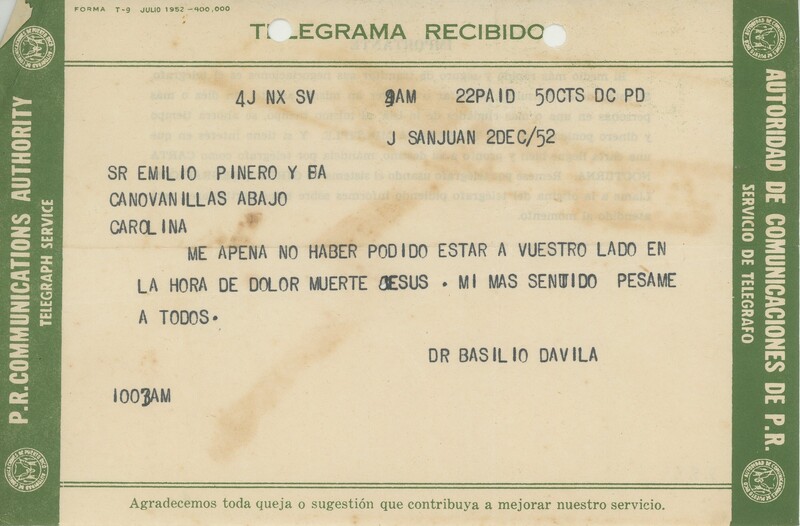 FORMA T-9 JULIO 1952-400,000
TELEGRAMA RECIBIDO
4J NX SV 9AM 22PAID 50CTS DC PD
J SANJUAN 2DEC/52
SR EMILIO PINERO Y FA
CANOVANILLAS ABAJO
CAROLINA
ME APENA NO HABER PODIDO ESTAR A VUESTRO LADO EN
LA HORA DE DOLOR MUERTE JESUS . MI MAS SENTIDO PESAME
A TODOS.
DR BASILIO DAVILA
1003AM
Agradecemos toda queja o sugestión que contribuya a mejorar nuestro servicio.
P.R. COMMUNICATIONS AUTHORITY
TELEGRAPH SERVICE
AUTORIDAD DE COMUNICACIONES DE P.R.
SERVICIO DE TELEGRAFO